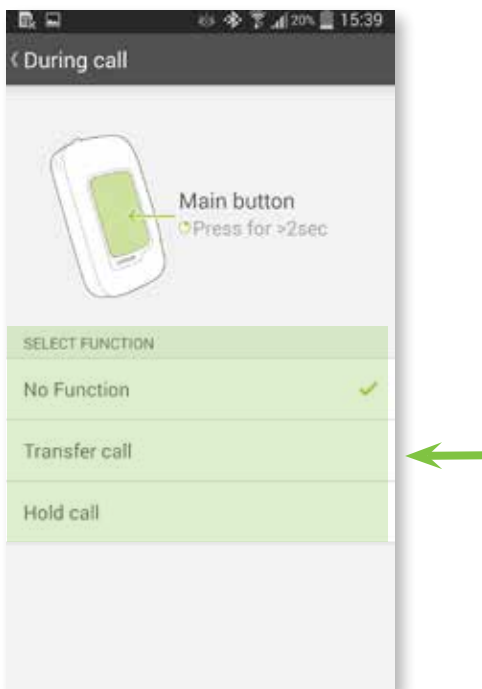 20% 15:39
During call
Main button
Press for >2sec
SELECT FUNCTION
No Function
Transfer call
Hold call